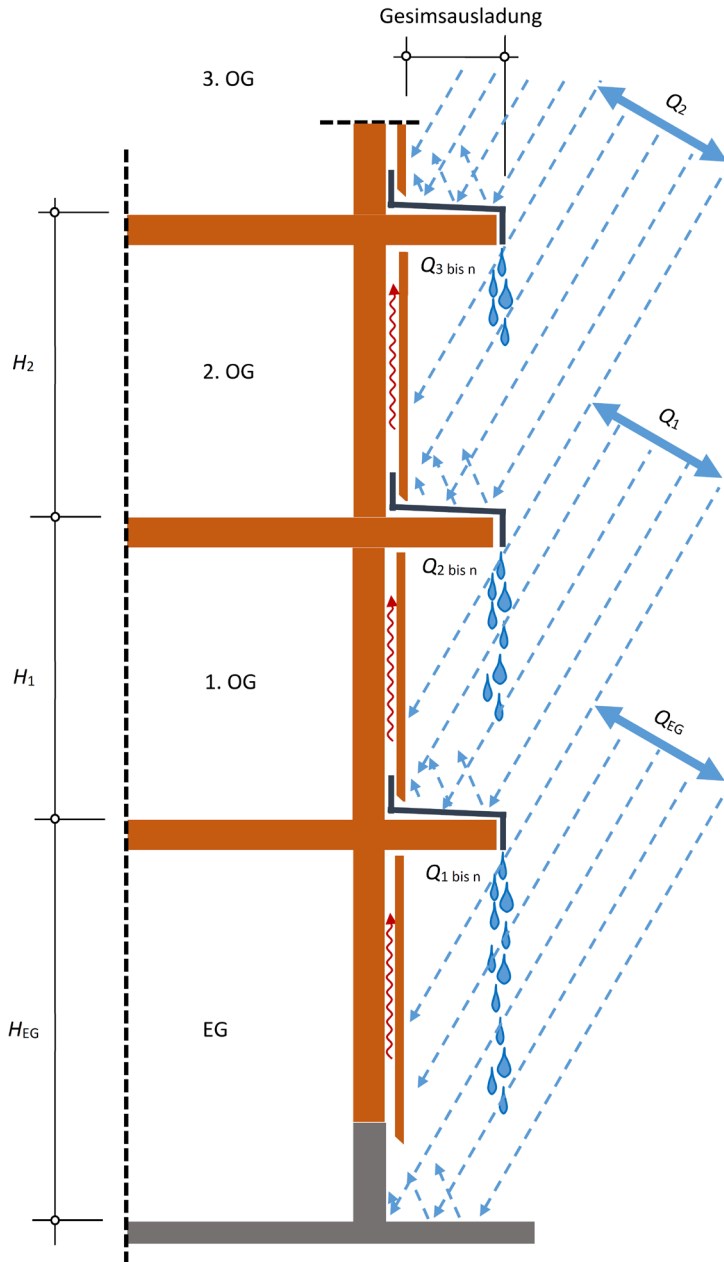 Gesimsausladung
3. OG
Q2
Q3 bis n
H2
2. OG
Q1
Q2 bis n
H1
1. OG
QEG
Q1 bis n
HEG
EG